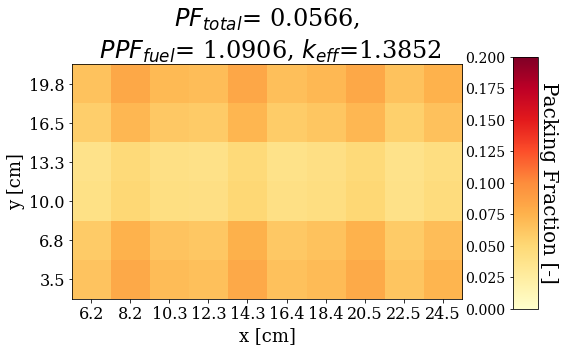 PF_total= 0.0566,
PPF_fuel= 1.0906, k_eff=1.3852
0.200
0.175
0.150
0.125
0.100
0.075
0.050
0.025
0.000
Packing Fraction [-]
19.8
16.5
13.3
10.0
6.8
3.5
y [cm]
6.2 8.2 10.3 12.3 14.3 16.4 18.4 20.5 22.5 24.5
x [cm]